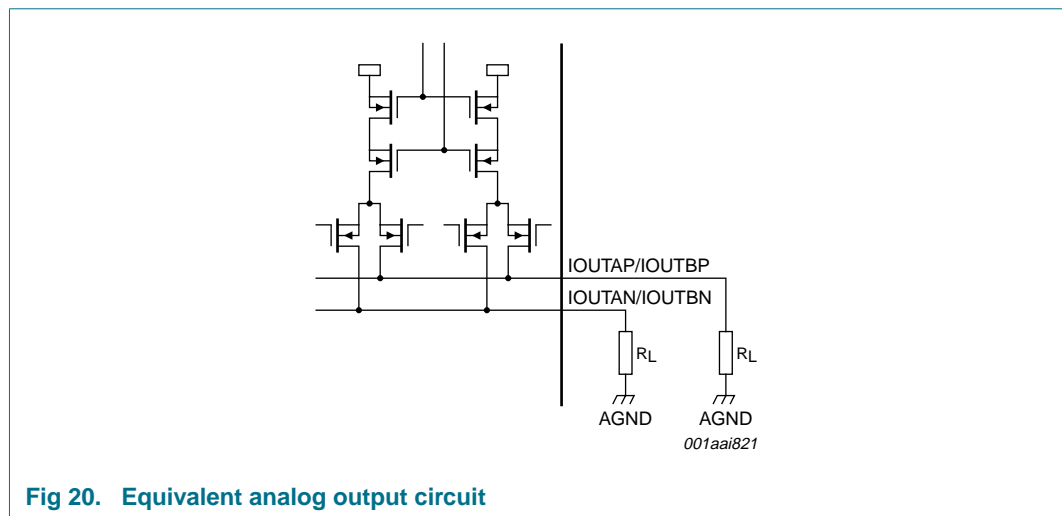 IOUTAP/IOUTBP
IOUTAN/IOUTBN
RL
RL
AGND
AGND
001aai821
Fig 20. Equivalent analog output circuit